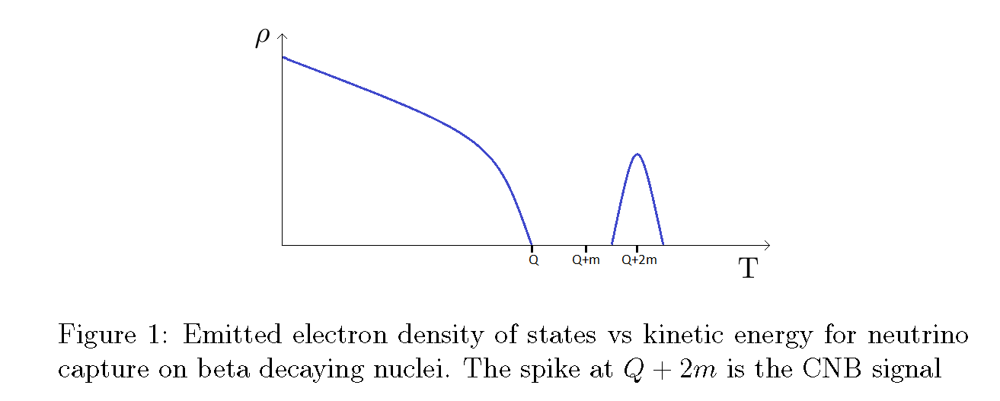 ρ
Q Q+m Q+2m
T
Figure 1: Emitted electron density of states vs kinetic energy for neutrino
capture on beta decaying nuclei. The spike at Q + 2m is the CNB signal